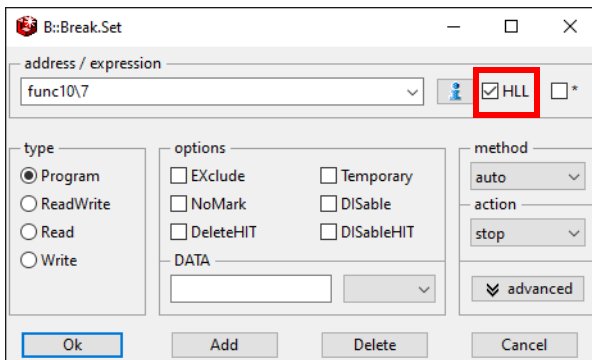 B::Break.Set
address / expression
func10\7
HLL
*
type
Program
ReadWrite
Read
Write
options
EXclude
Temporary
NoMark
DISable
DeleteHIT
DISableHIT
DATA
method
auto
action
stop
advanced
Ok
Add
Delete
Cancel